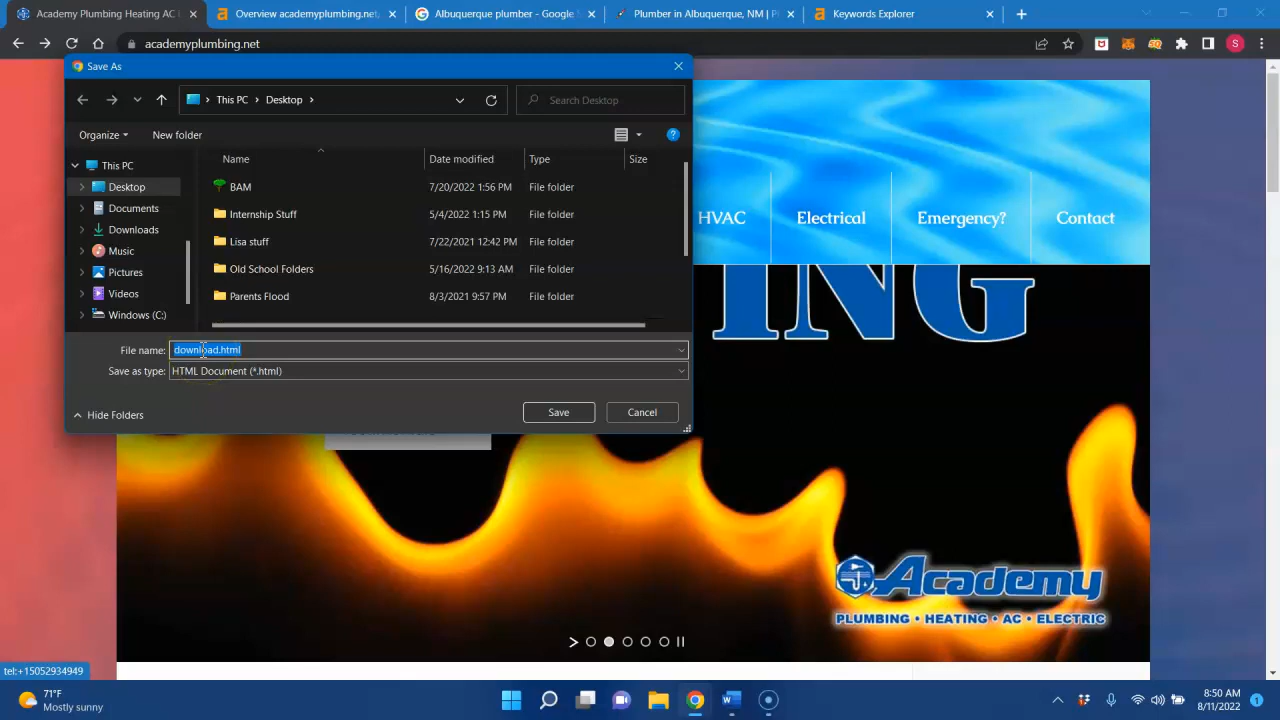 Academy Plumbing Heating AC
Overview academyplumbing.net,
Albuquerque plumber - Google
Plumber in Albuquerque, NM | P
Keywords Explorer
academyplumbing.net
S
Save As
This PC
Desktop
Search Desktop
Organize
New folder
?
Name
Date modified
Type
Size
This PC
Desktop
Documents
Downloads
Music
Pictures
Videos
Windows (C:)
BAM 7/20/2022 1:56 PM File folder
Internship Stuff 5/4/2022 1:15 PM File folder
Lisa stuff 7/22/2021 12:42 PM File folder
Old School Folders 5/16/2022 9:13 AM File folder
Parents Flood 8/3/2021 9:57 PM File folder
File name: download.html
Save as type: HTML Document (*.html)
Hide Folders
Save
Cancel
HVAC
Electrical
Emergency?
Contact
ING
Academy
PLUMBING • HEATING • AC • ELECTRIC
tel:+15052934949
71°F
Mostly sunny
8:50 AM
8/11/2022
1